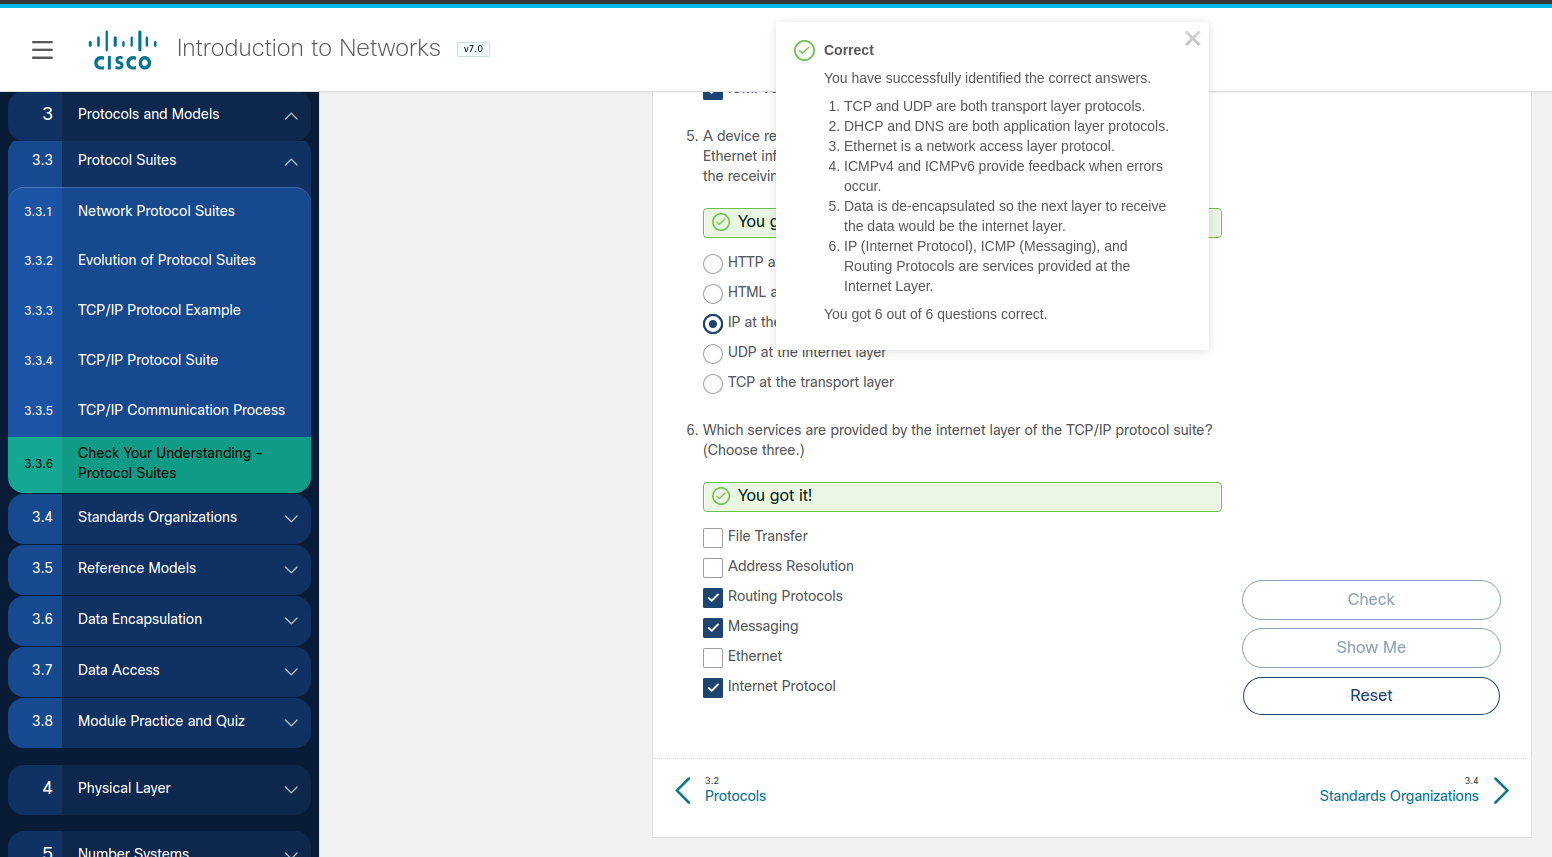 CISCO
Introduction to Networks
v7.0
3
Protocols and Models
3.3
Protocol Suites
3.3.1
Network Protocol Suites
3.3.2
Evolution of Protocol Suites
3.3.3
TCP/IP Protocol Example
3.3.4
TCP/IP Protocol Suite
3.3.5
TCP/IP Communication Process
3.3.6
Check Your Understanding -
Protocol Suites
3.4
Standards Organizations
3.5
Reference Models
3.6
Data Encapsulation
3.7
Data Access
3.8
Module Practice and Quiz
4
Physical Layer
5
Number Systems
Correct
You have successfully identified the correct answers.
1. TCP and UDP are both transport layer protocols.
2. DHCP and DNS are both application layer protocols.
3. Ethernet is a network access layer protocol.
4. ICMPv4 and ICMPv6 provide feedback when errors
occur.
5. Data is de-encapsulated so the next layer to receive
the data would be the internet layer.
6. IP (Internet Protocol), ICMP (Messaging), and
Routing Protocols are services provided at the
Internet Layer.
You got 6 out of 6 questions correct.
5. A device re
Ethernet inf
the receivin
You g
HTTP a
HTML a
IP at the
UDP at the internet layer
TCP at the transport layer
6. Which services are provided by the internet layer of the TCP/IP protocol suite?
(Choose three.)
You got it!
File Transfer
Address Resolution
Routing Protocols
Messaging
Ethernet
Internet Protocol
Check
Show Me
Reset
3.2
Protocols
3.4
Standards Organizations